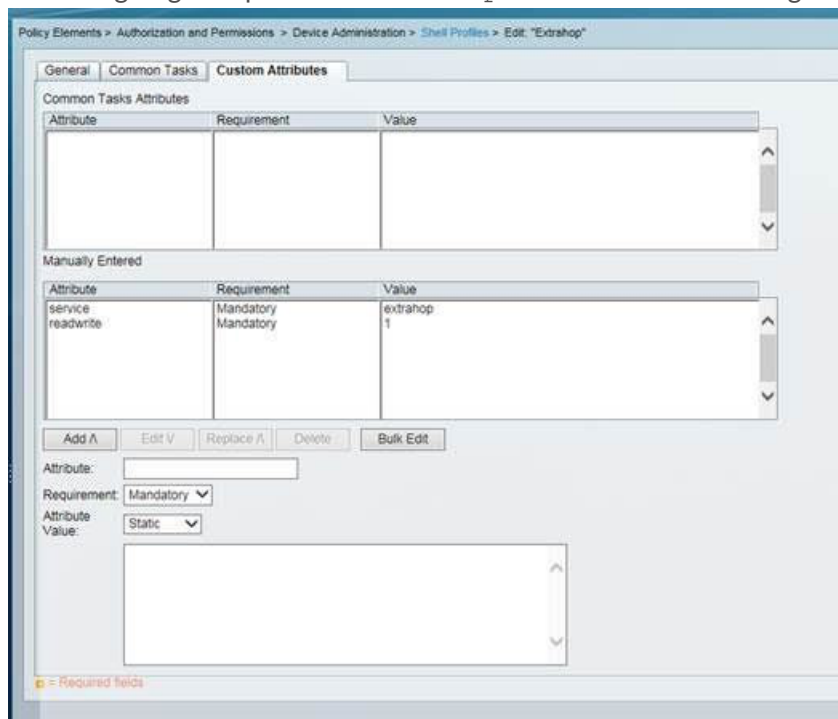 Policy Elements > Authorization and Permissions > Device Administration > Shell Profiles > Edit: "Extrahop"
General Common Tasks Custom Attributes
Common Tasks Attributes
Attribute Requirement Value
Manually Entered
Attribute Requirement Value
service Mandatory extrahop
readwrite Mandatory 1
Add /\ Edit V Replace /\ Delete Bulk Edit
Attribute:
Requirement: Mandatory
Attribute Value: Static
= Required fields